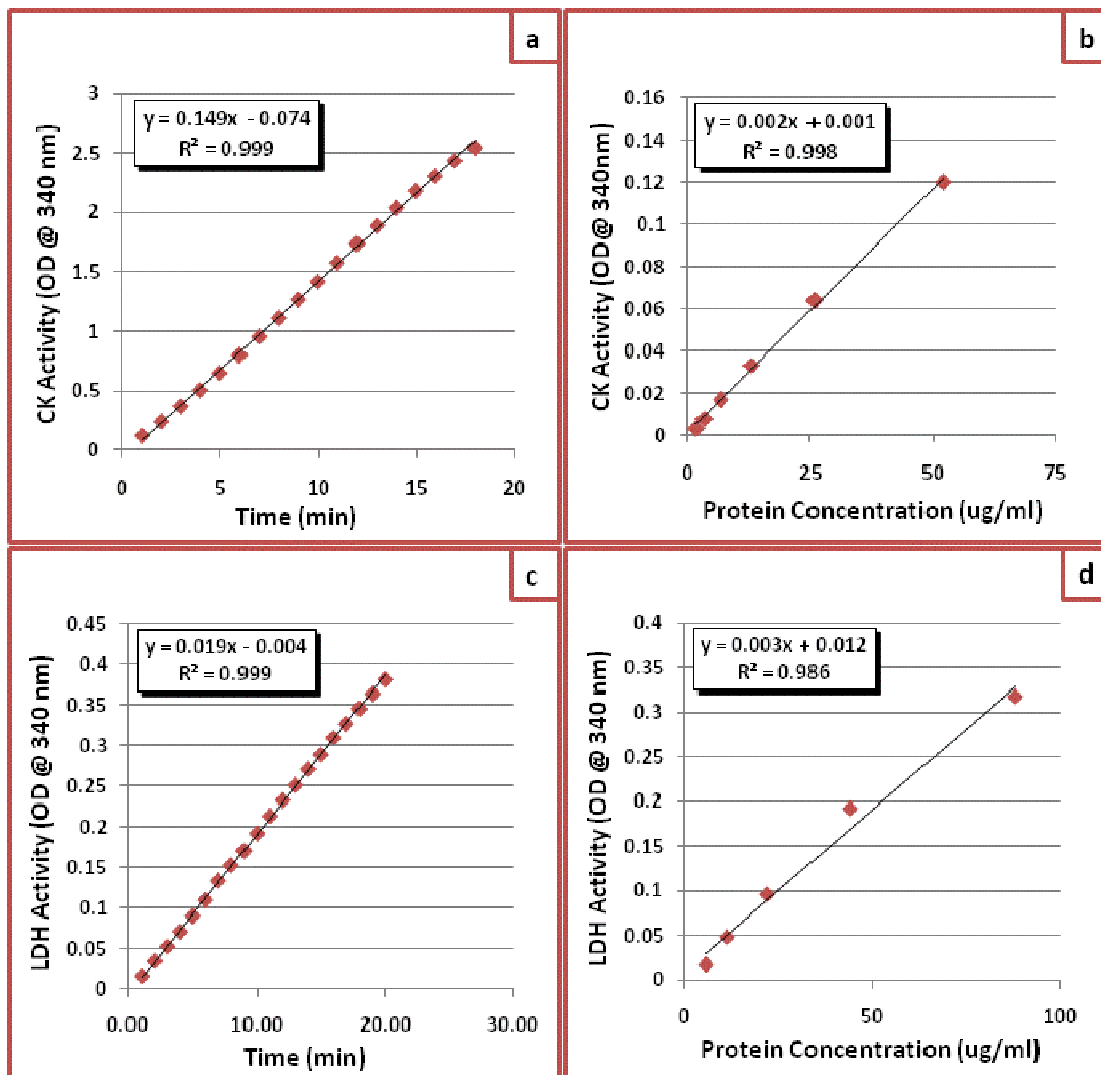 a
y = 0.149x - 0.074
R² = 0.999
CK Activity (OD @ 340 nm)
3
2.5
2
1.5
1
0.5
0
0 5 10 15 20
Time (min)
b
y = 0.002x + 0.001
R² = 0.998
CK Activity (OD@ 340nm)
0.16
0.14
0.12
0.1
0.08
0.06
0.04
0.02
0
0 25 50 75
Protein Concentration (ug/ml)
c
y = 0.019x - 0.004
R² = 0.999
LDH Activity (OD @ 340 nm)
0.45
0.4
0.35
0.3
0.25
0.2
0.15
0.1
0.05
0
0.00 10.00 20.00 30.00
Time (min)
d
y = 0.003x + 0.012
R² = 0.986
LDH Activity (OD @ 340 nm)
0.4
0.35
0.3
0.25
0.2
0.15
0.1
0.05
0
0 50 100
Protein Concentration (ug/ml)